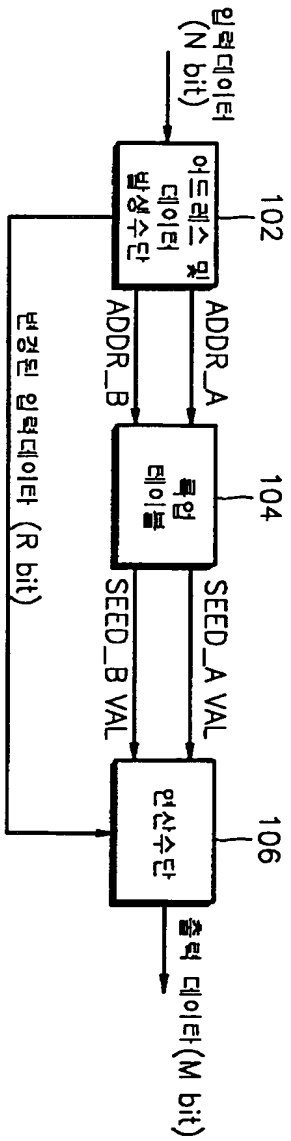 입력데이터
(N bit)
102
어드레스 및
데이터
발생수단
ADDR_A
ADDR_B
104
룩업
테이블
SEED_A VAL
SEED_B VAL
106
연산수단
출력 데이터(M bit)
변경된 입력데이타 (R bit)